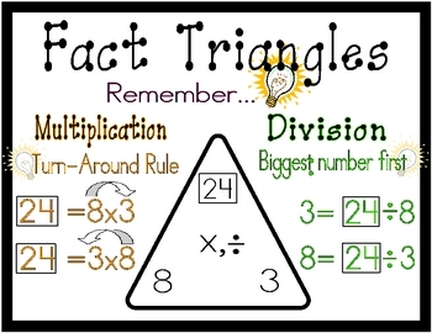 Fact Triangles
Remember...
Multiplication
Turn-Around Rule
24 =8x3
24 =3x8
24
x,÷
8 3
Division
Biggest number first
3= 24÷8
8= 24÷3